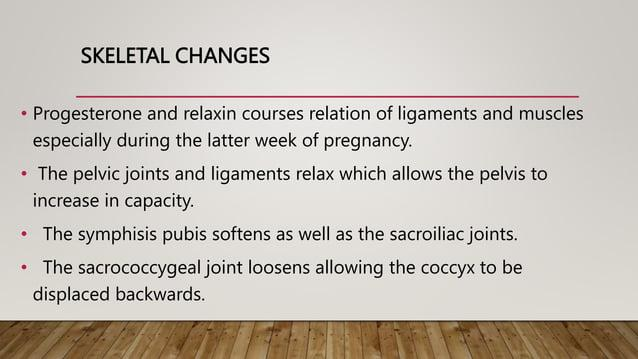 SKELETAL CHANGES
• Progesterone and relaxin courses relation of ligaments and muscles
especially during the latter week of pregnancy.
• The pelvic joints and ligaments relax which allows the pelvis to
increase in capacity.
• The symphisis pubis softens as well as the sacroiliac joints.
• The sacrococcygeal joint loosens allowing the coccyx to be
displaced backwards.